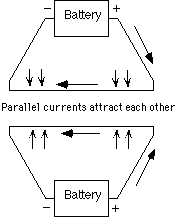 − Battery +
Parallel currents attract each other
− Battery +